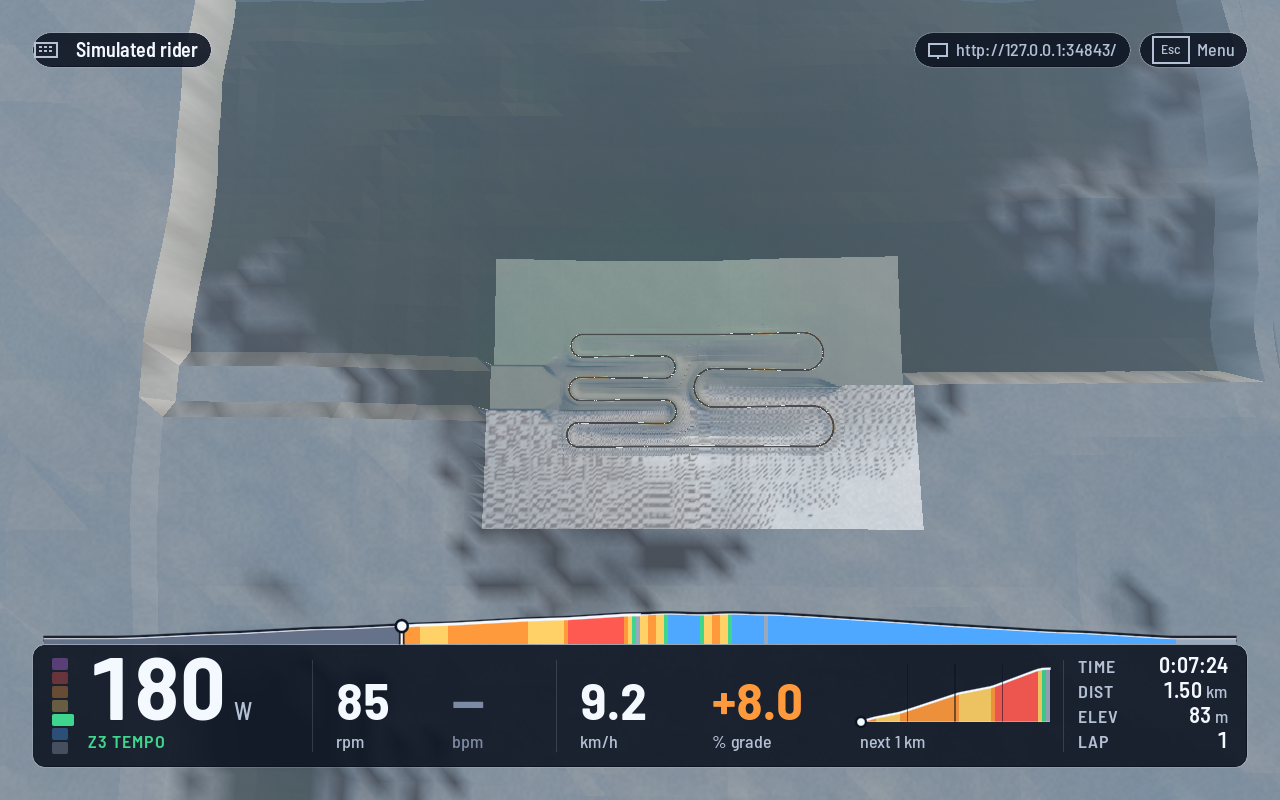 Simulated rider
http://127.0.0.1:34843/
Esc Menu
180 W
Z3 TEMPO
85
rpm
—
bpm
9.2
km/h
+8.0
% grade
next 1 km
TIME 0:07:24
DIST 1.50 km
ELEV 83 m
LAP 1